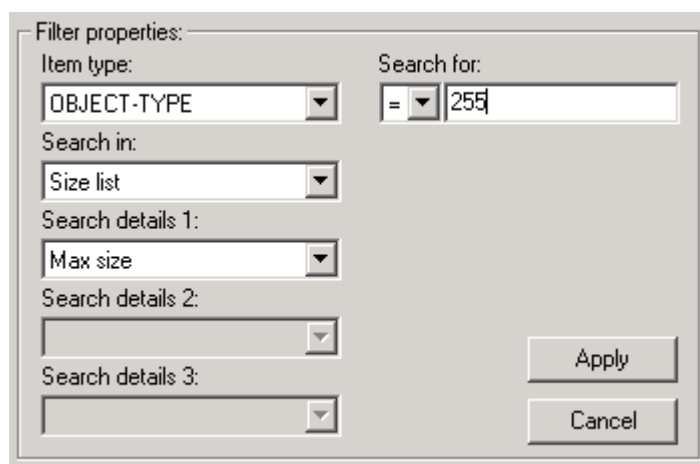 Filter properties:
Item type:
Search for:
OBJECT-TYPE
= 255
Search in:
Size list
Search details 1:
Max size
Search details 2:
Search details 3:
Apply
Cancel